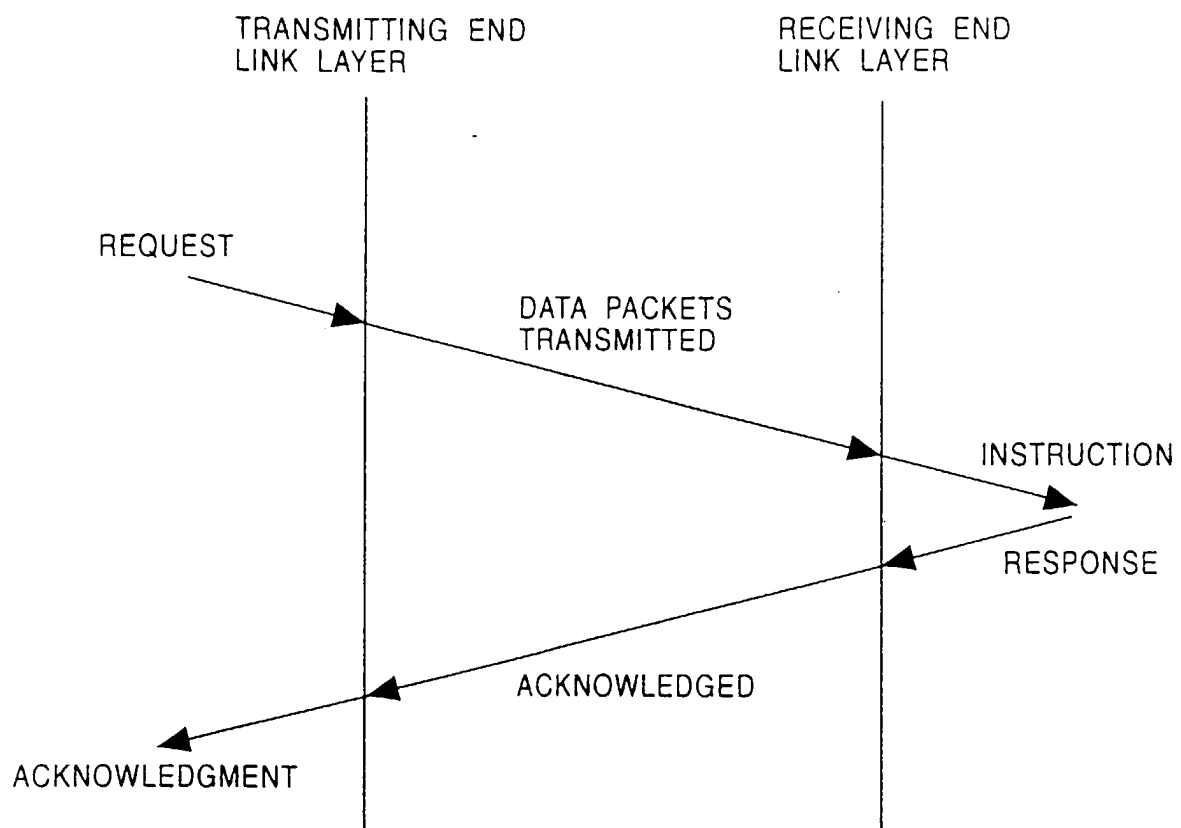 TRANSMITTING END
LINK LAYER
RECEIVING END
LINK LAYER
REQUEST
DATA PACKETS
TRANSMITTED
INSTRUCTION
RESPONSE
ACKNOWLEDGED
ACKNOWLEDGMENT